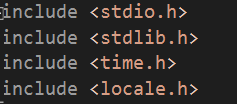 include <stdio.h>
include <stdlib.h>
include <time.h>
include <locale.h>